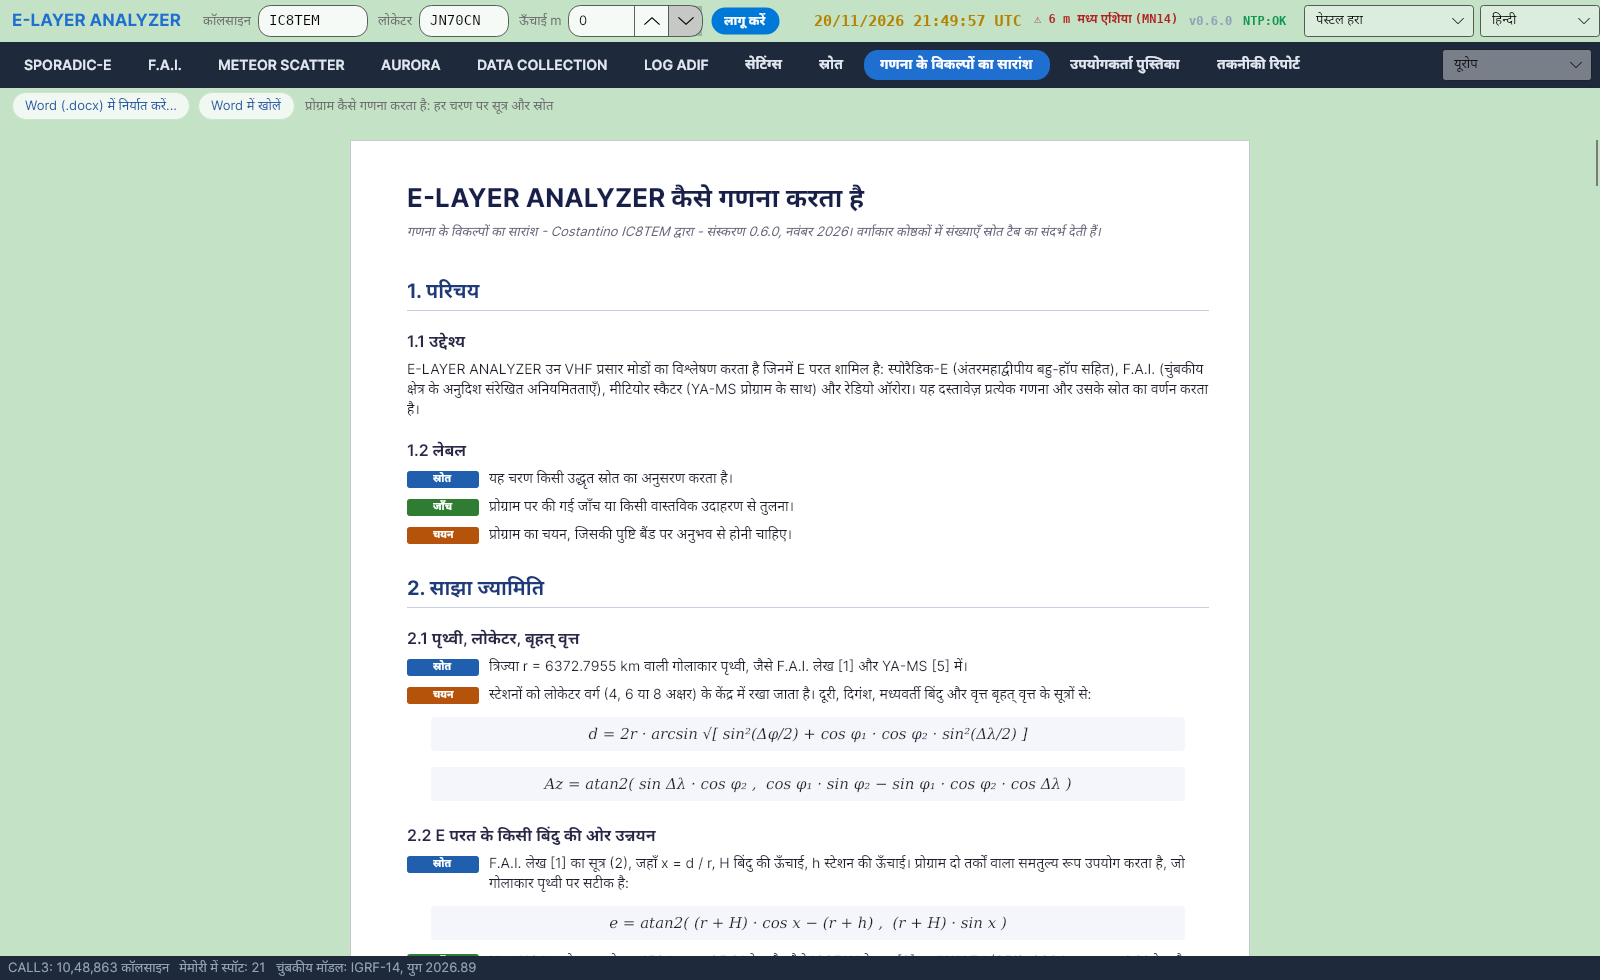 E-LAYER ANALYZER कॉलसाइन IC8TEM लोकेटर JN70CN ऊँचाई m 0 लागू करें 20/11/2026 21:49:57 UTC ⚠ 6 m मध्य एशिया (MN14) v0.6.0 NTP:OK पेस्टल हरा हिन्दी
SPORADIC-E F.A.I. METEOR SCATTER AURORA DATA COLLECTION LOG ADIF सेटिंग्स स्रोत गणना के विकल्पों का सारांश उपयोगकर्ता पुस्तिका तकनीकी रिपोर्ट यूरोप
Word (.docx) में निर्यात करें... Word में खोलें प्रोग्राम कैसे गणना करता है: हर चरण पर सूत्र और स्रोत
E-LAYER ANALYZER कैसे गणना करता है
गणना के विकल्पों का सारांश - Costantino IC8TEM द्वारा - संस्करण 0.6.0, नवंबर 2026। वर्गाकार कोष्ठकों में संख्याएँ स्रोत टैब का संदर्भ देती हैं।
1. परिचय
1.1 उद्देश्य
E-LAYER ANALYZER उन VHF प्रसार मोडों का विश्लेषण करता है जिनमें E परत शामिल है: स्पोरैडिक-E (अंतरमहाद्वीपीय बहु-हॉप सहित), F.A.I. (चुंबकीय
क्षेत्र के अनुदिश संरेखित अनियमितताएँ), मीटियोर स्कैटर (YA-MS प्रोग्राम के साथ) और रेडियो ऑरोरा। यह दस्तावेज़ प्रत्येक गणना और उसके स्रोत का वर्णन करता
है।
1.2 लेबल
स्रोत यह चरण किसी उद्धृत स्रोत का अनुसरण करता है।
जाँच प्रोग्राम पर की गई जाँच या किसी वास्तविक उदाहरण से तुलना।
चयन प्रोग्राम का चयन, जिसकी पुष्टि बैंड पर अनुभव से होनी चाहिए।
2. साझा ज्यामिति
2.1 पृथ्वी, लोकेटर, बृहत् वृत्त
स्रोत त्रिज्या r = 6372.7955 km वाली गोलाकार पृथ्वी, जैसे F.A.I. लेख [1] और YA-MS [5] में।
चयन स्टेशनों को लोकेटर वर्ग (4, 6 या 8 अक्षर) के केंद्र में रखा जाता है। दूरी, दिगंश, मध्यवर्ती बिंदु और वृत्त बृहत् वृत्त के सूत्रों से:
d = 2r · arcsin √[ sin²(Δφ/2) + cos φ₁ · cos φ₂ · sin²(Δλ/2) ]
Az = atan2( sin Δλ · cos φ₂ , cos φ₁ · sin φ₂ − sin φ₁ · cos φ₂ · cos Δλ )
2.2 E परत के किसी बिंदु की ओर उन्नयन
स्रोत F.A.I. लेख [1] का सूत्र (2), जहाँ x = d / r, H बिंदु की ऊँचाई, h स्टेशन की ऊँचाई। प्रोग्राम दो तर्कों वाला समतुल्य रूप उपयोग करता है, जो
गोलाकार पृथ्वी पर सटीक है:
e = atan2( (r + H) · cos x − (r + h) , (r + H) · sin x )
CALL3: 10,48,863 कॉलसाइन मेमोरी में स्पॉट: 21 चुंबकीय मॉडल: IGRF-14, युग 2026.89